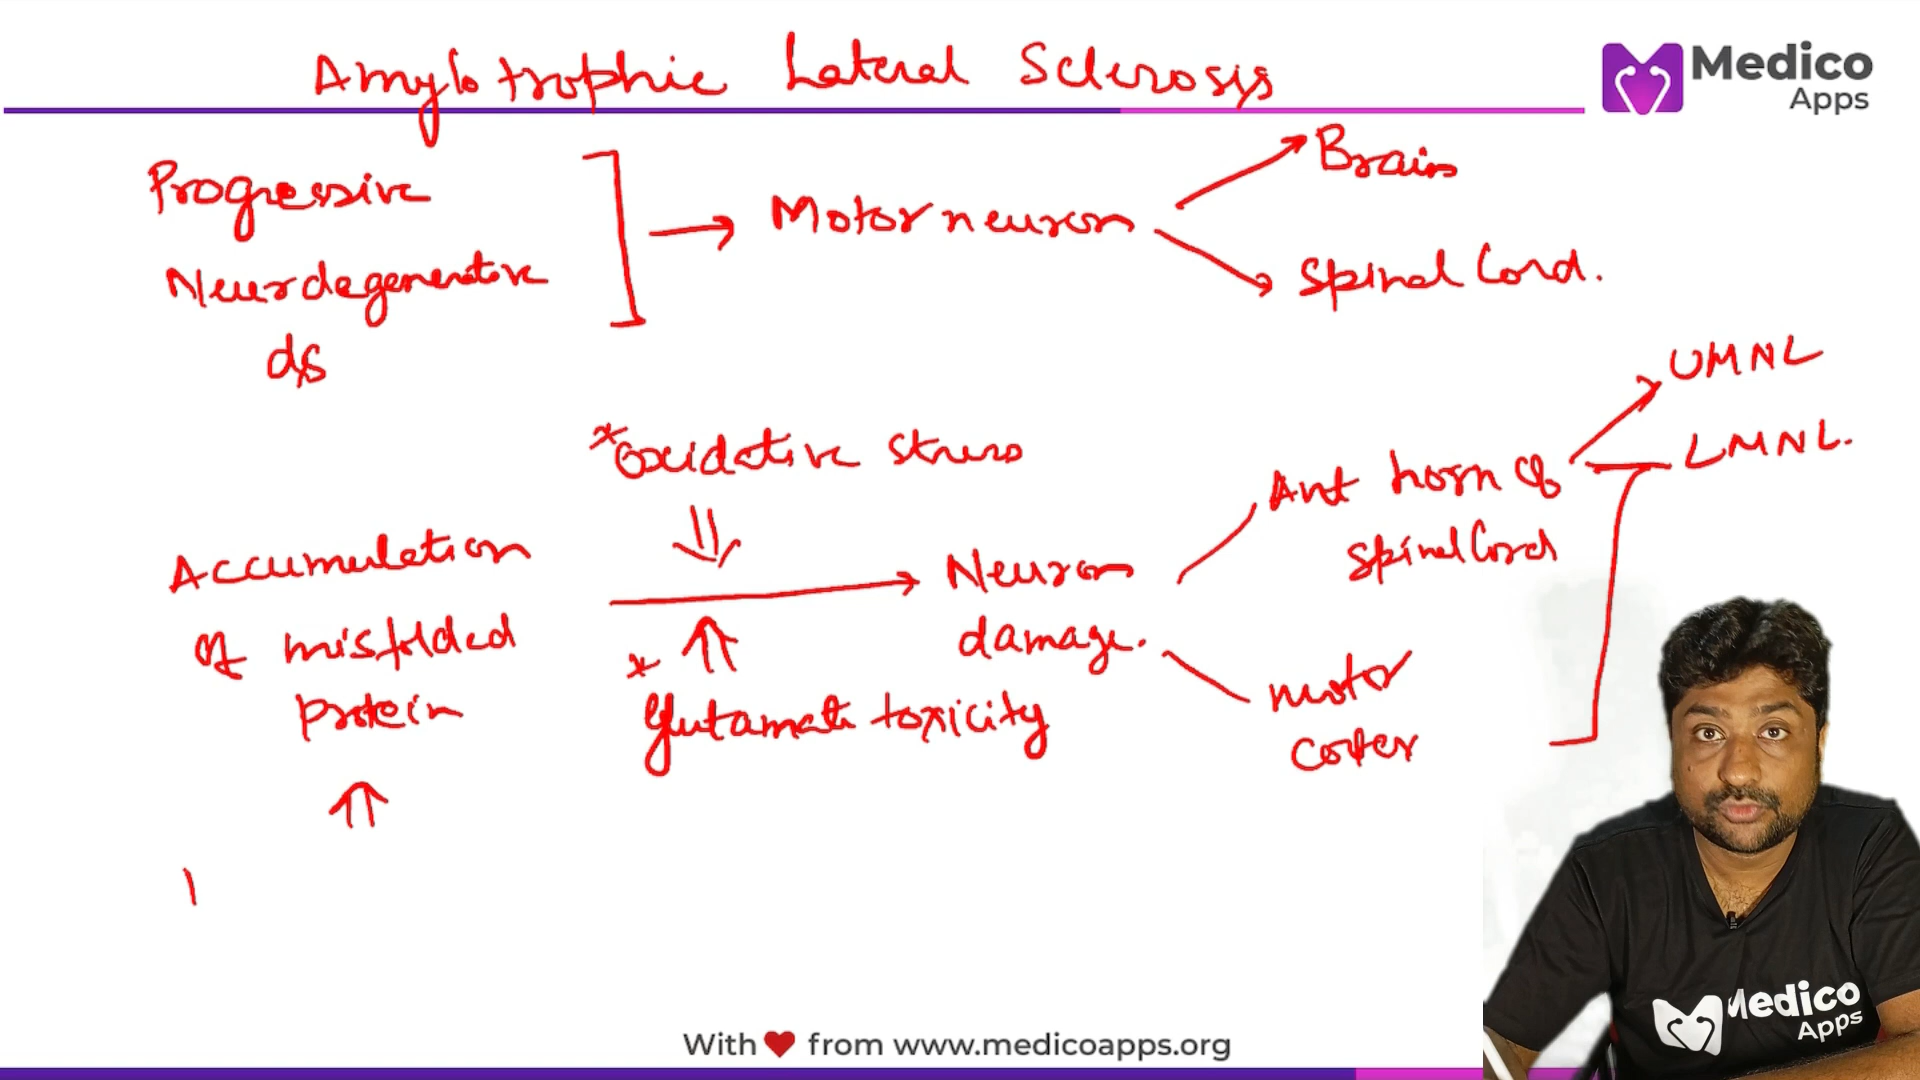 Amylotrophic Lateral Sclerosis
Medico
Apps
Progressive
Neurdegenerative
ds
Motor neuron
Brain
Spinal Cord.
UMNL
LMNL.
*Oxidative stress
Accumulation
of misfolded
protein
*
Glutamate toxicity
Neuron
damage.
Ant horn of
spinal Cord
motor
cortex
Medico
Apps
With ❤ from www.medicoapps.org